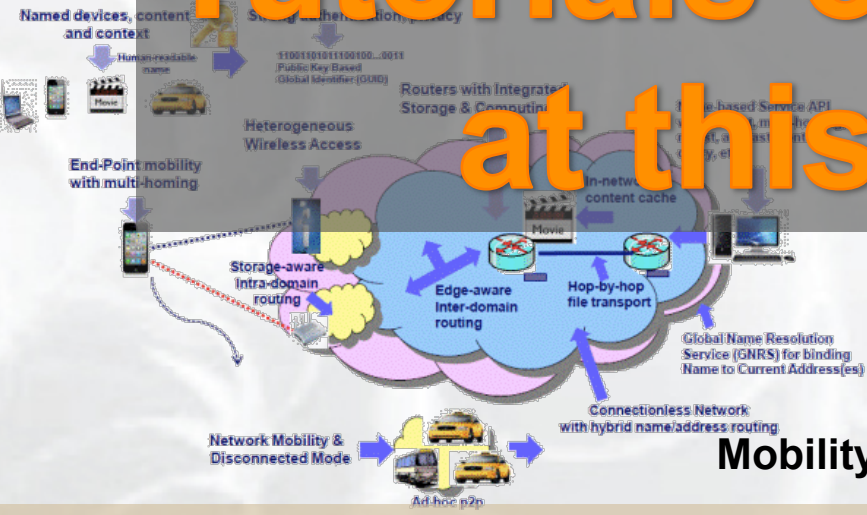 Tutorials
at this
Named devices, content
and context
Strong authentication, privacy
Human-readable
name
11001101011100100...0011
Public Key Based
Global Identifier (GUID)
Routers with Integrated
Storage & Computing
Heterogeneous
Wireless Access
-based Service API
End-Point mobility
with multi-homing
Movie
In-network
content cache
Movie
Storage-aware
Intra-domain
routing
Edge-aware
Inter-domain
routing
Hop-by-hop
file transport
Global Name Resolution
Service (GNRS) for binding
Name to Current Address(es)
Connectionless Network
with hybrid name/address routing
Network Mobility &
Disconnected Mode
Mobility
Ad-hoc p2p